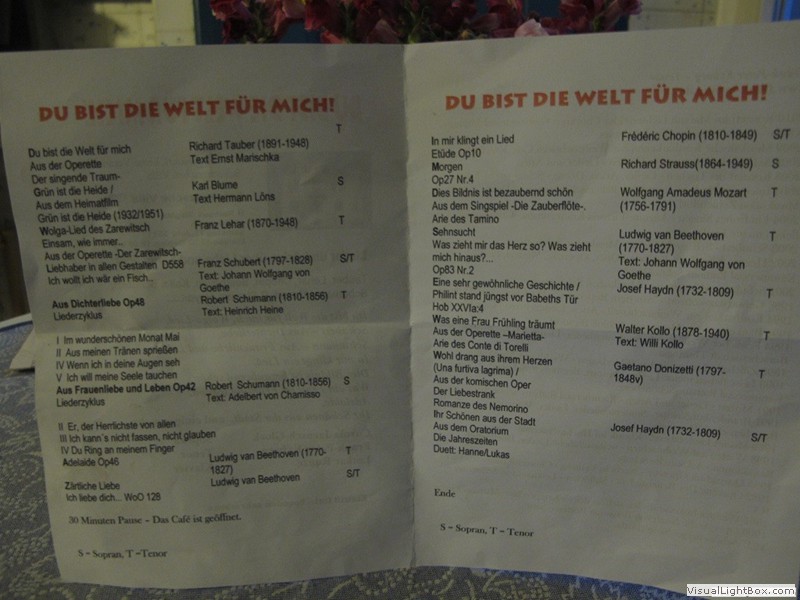 DU BIST DIE WELT FÜR MICH!
T
Du bist die Welt für mich Richard Tauber (1891-1948)
Aus der Operette Text Ernst Marischka
Der singende Traum-
Grün ist die Heide / Karl Blume S
Aus dem Heimatfilm Text Hermann Löns
Grün ist die Heide (1932/1951)
Wolga-Lied des Zarewitsch Franz Lehar (1870-1948) T
Einsam, wie immer..
Aus der Operette -Der Zarewitsch-
Liebhaber in allen Gestalten D558 Franz Schubert (1797-1828) S/T
Ich wollt ich wär ein Fisch... Text: Johann Wolfgang von
Goethe
Aus Dichterliebe Op48 Robert Schumann (1810-1856) T
Liederzyklus Text: Heinrich Heine
I Im wunderschönen Monat Mai
II Aus meinen Tränen sprießen
IV Wenn ich in deine Augen seh
V Ich will meine Seele tauchen
Aus Frauenliebe und Leben Op42 Robert Schumann (1810-1856) S
Liederzyklus Text: Adelbert von Chamisso
II Er, der Herrlichste von allen
III Ich kann´s nicht fassen, nicht glauben
IV Du Ring an meinem Finger
Adelaide Op46 Ludwig van Beethoven (1770- T
1827)
Zärtliche Liebe Ludwig van Beethoven S/T
Ich liebe dich... WoO 128
30 Minuten Pause – Das Café ist geöffnet.
S = Sopran, T =Tenor
DU BIST DIE WELT FÜR MICH!
In mir klingt ein Lied Frédéric Chopin (1810-1849) S/T
Etüde Op10
Morgen Richard Strauss(1864-1949) S
Op27 Nr.4
Dies Bildnis ist bezaubernd schön Wolfgang Amadeus Mozart T
Aus dem Singspiel -Die Zauberflöte-. (1756-1791)
Arie des Tamino
Sehnsucht Ludwig van Beethoven T
Was zieht mir das Herz so? Was zieht (1770-1827)
mich hinaus?... Text: Johann Wolfgang von
Op83 Nr.2 Goethe
Eine sehr gewöhnliche Geschichte / Josef Haydn (1732-1809) T
Philint stand jüngst vor Babeths Tür
Hob XXVIa:4
Was eine Frau Frühling träumt Walter Kollo (1878-1940) T
Aus der Operette –Marietta- Text: Willi Kollo
Arie des Conte di Torelli
Wohl drang aus ihrem Herzen Gaetano Donizetti (1797- T
(Una furtiva lagrima) / 1848v)
Aus der komischen Oper
Der Liebestrank
Romanze des Nemorino
Ihr Schönen aus der Stadt Josef Haydn (1732-1809) S/T
Aus dem Oratorium
Die Jahreszeiten
Duett: Hanne/Lukas
Ende
S = Sopran, T = Tenor
VisualLightBox.com